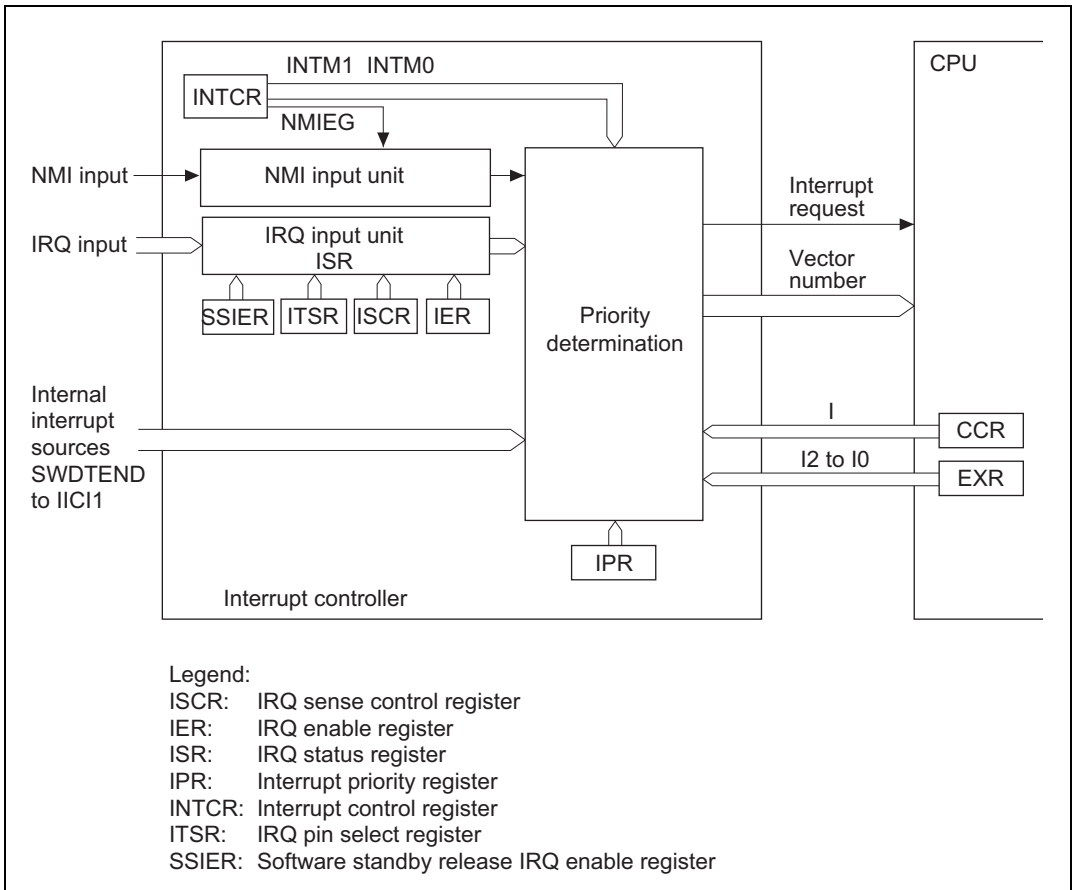 INTM1 INTM0
CPU
INTCR
NMIEG
NMI input
NMI input unit
Interrupt
request
IRQ input
IRQ input unit
ISR
Vector
number
SSIER
ITSR
ISCR
IER
Priority
determination
Internal
interrupt
sources
SWDTEND
to IICI1
I
CCR
I2 to I0
EXR
IPR
Interrupt controller
Legend:
ISCR: IRQ sense control register
IER: IRQ enable register
ISR: IRQ status register
IPR: Interrupt priority register
INTCR: Interrupt control register
ITSR: IRQ pin select register
SSIER: Software standby release IRQ enable register